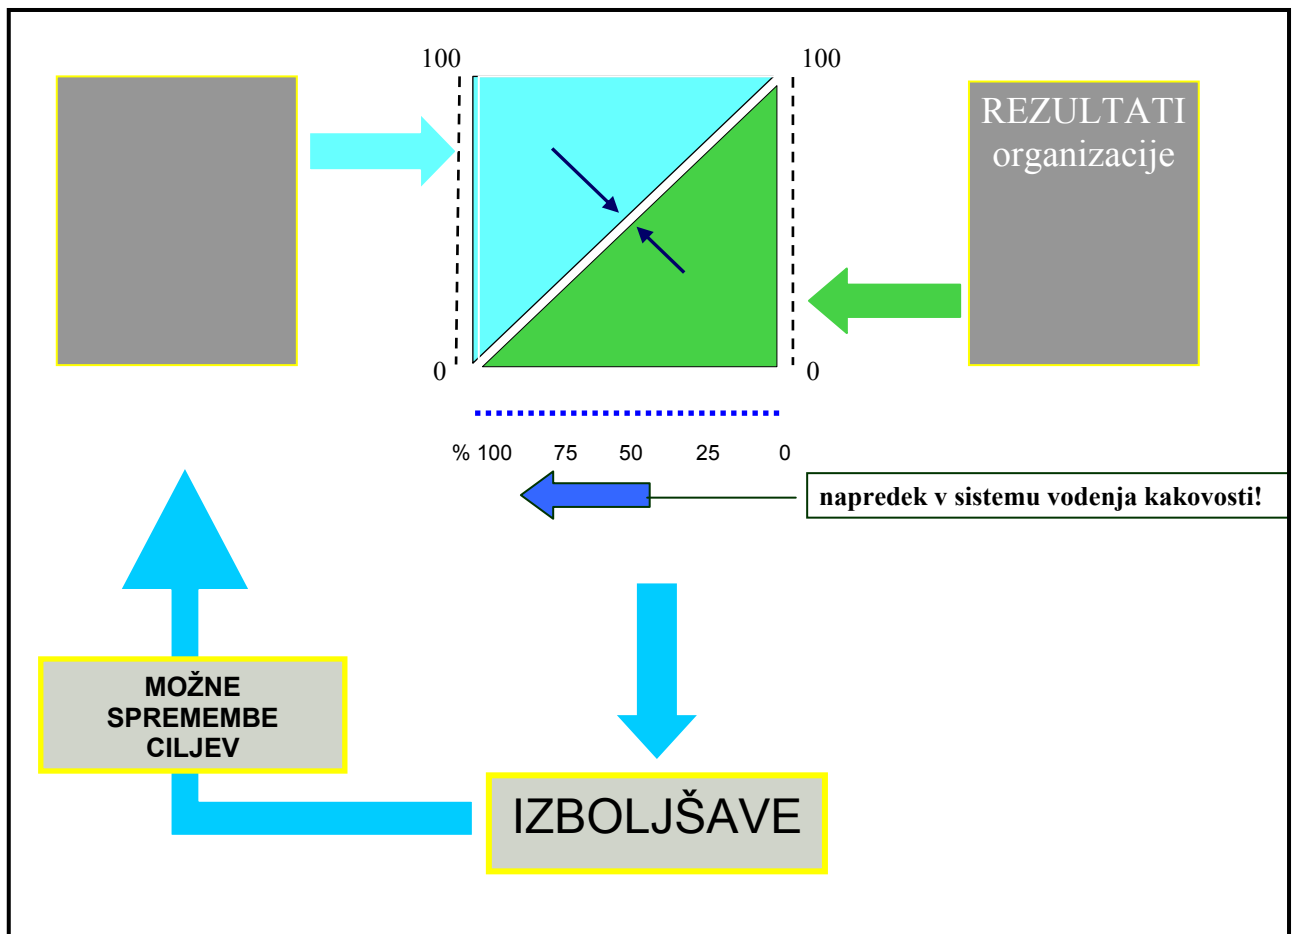 100
100
REZULTATI
organizacije
0
0
% 100 75 50 25 0
napredek v sistemu vodenja kakovosti!
MOŽNE
SPREMEMBE
CILJEV
IZBOLJŠAVE